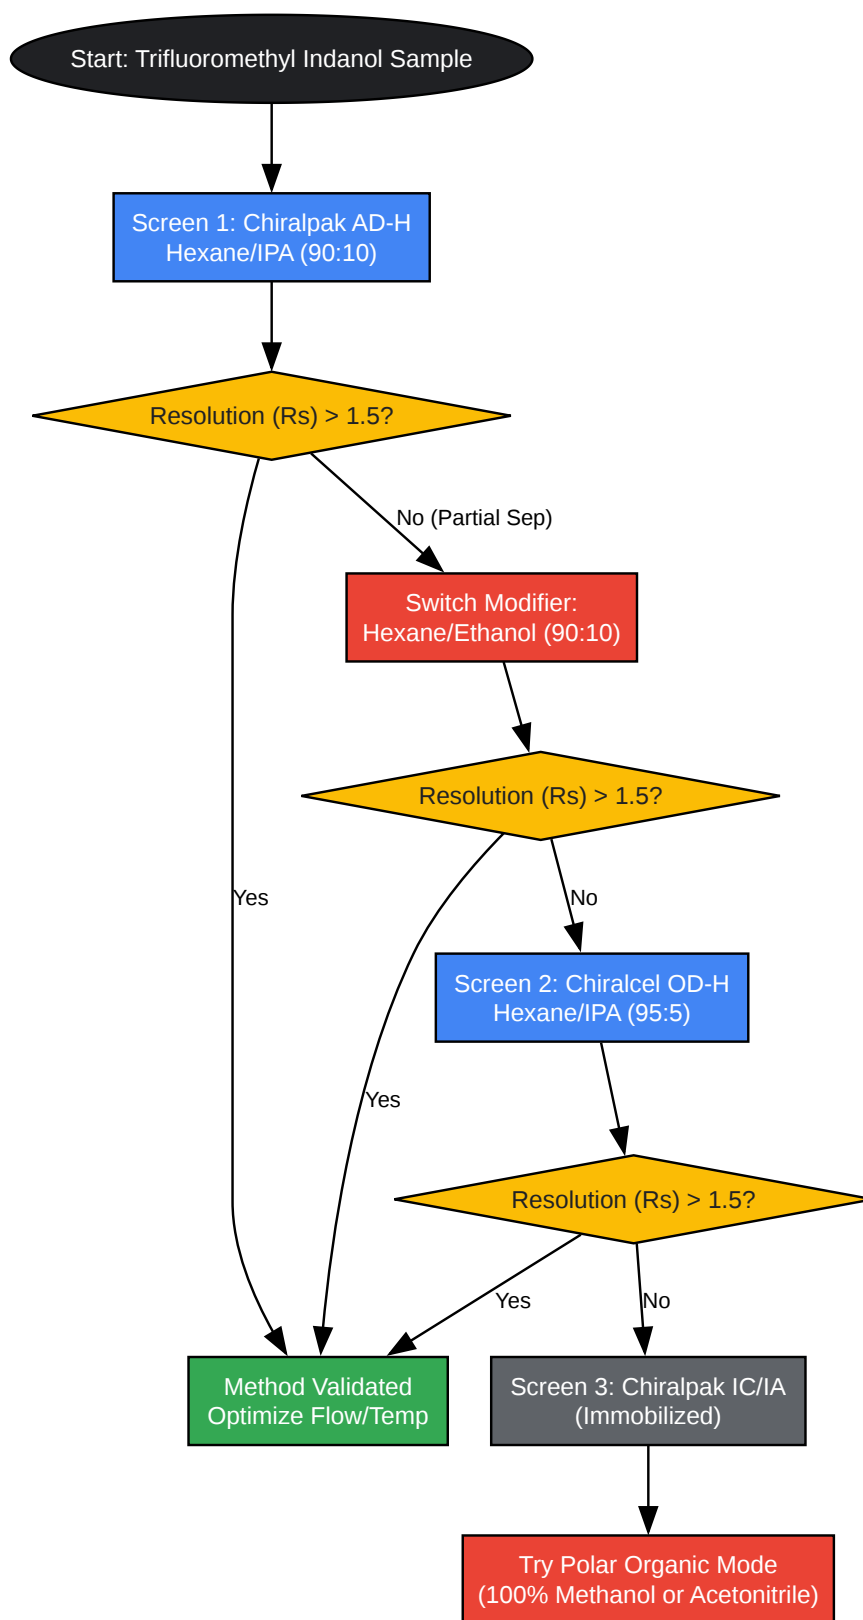 Start: Trifluoromethyl Indanol Sample
Screen 1: Chiralpak AD-H
Hexane/IPA (90:10)
Resolution (Rs) > 1.5?
No (Partial Sep)
Switch Modifier:
Hexane/Ethanol (90:10)
Resolution (Rs) > 1.5?
Yes
No
Screen 2: Chiralcel OD-H
Hexane/IPA (95:5)
Yes
Resolution (Rs) > 1.5?
Yes
No
Method Validated
Optimize Flow/Temp
Screen 3: Chiralpak IC/IA
(Immobilized)
Try Polar Organic Mode
(100% Methanol or Acetonitrile)